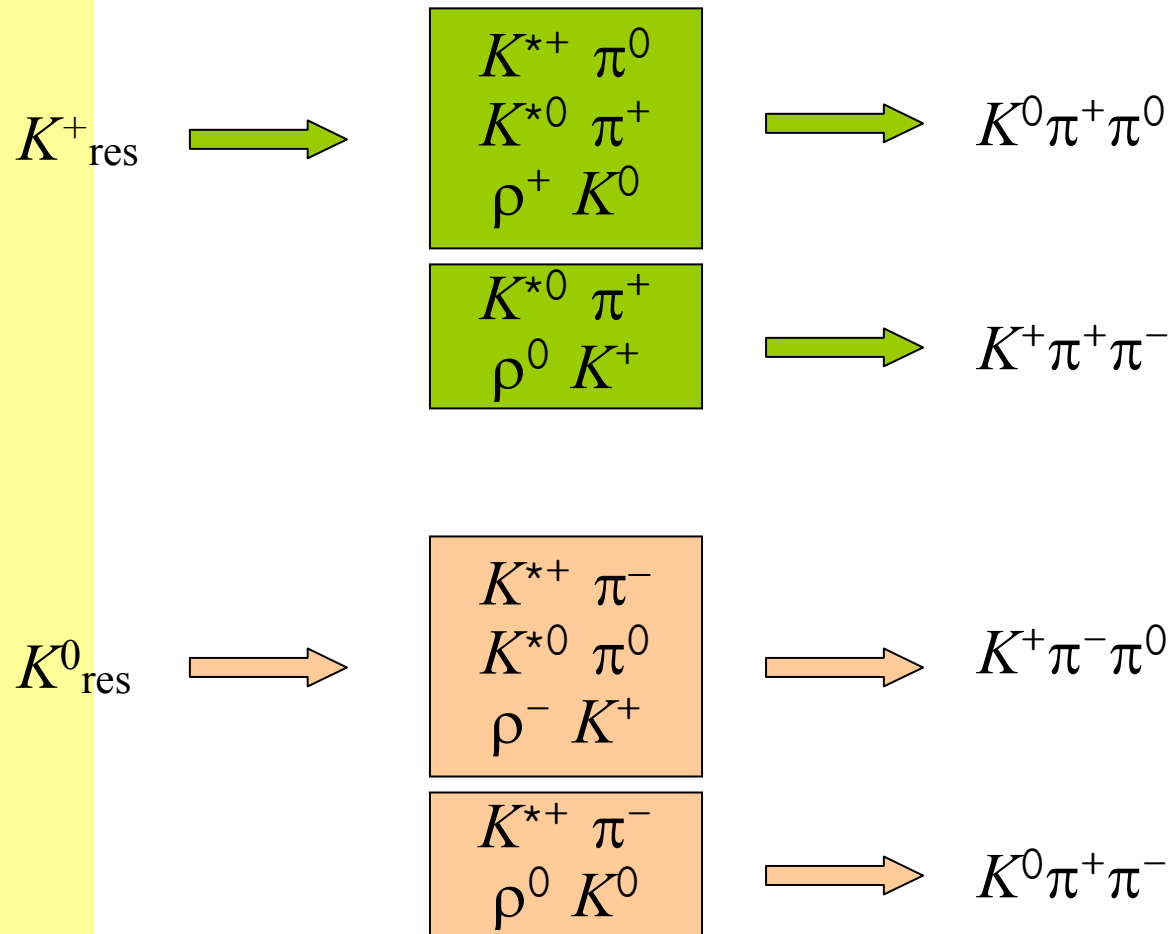 K⁺res
K*⁺ π⁰
K*⁰ π⁺
ρ⁺ K⁰
K⁰π⁺π⁰
K*⁰ π⁺
ρ⁰ K⁺
K⁺π⁺π⁻
K⁰res
K*⁺ π⁻
K*⁰ π⁰
ρ⁻ K⁺
K⁺π⁻π⁰
K*⁺ π⁻
ρ⁰ K⁰
K⁰π⁺π⁻